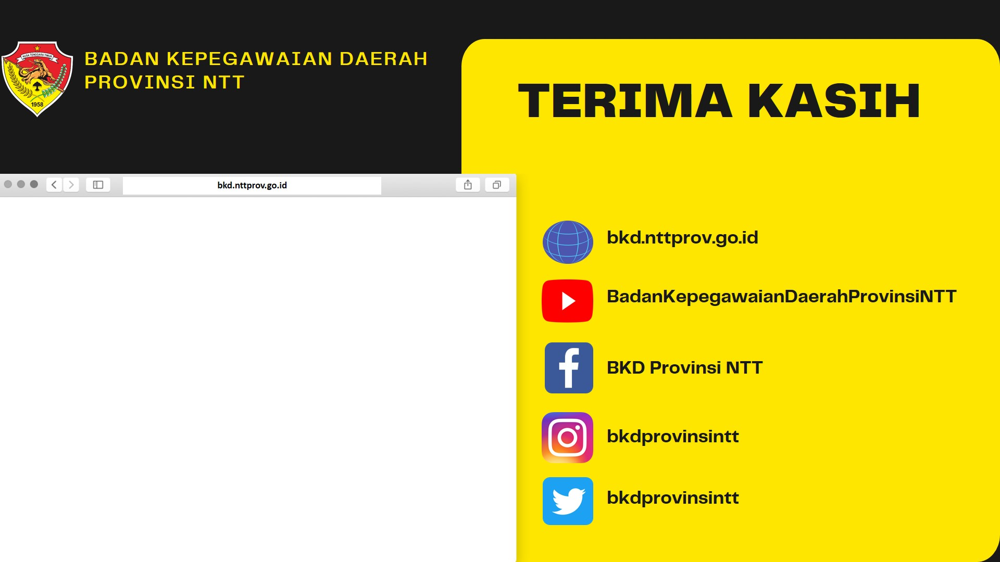 NUSA TENGGARA TIMUR
1958
BADAN KEPEGAWAIAN DAERAH
PROVINSI NTT
TERIMA KASIH
bkd.nttprov.go.id
bkd.nttprov.go.id
BadanKepegawaianDaerahProvinsiNTT
BKD Provinsi NTT
bkdprovinsintt
bkdprovinsintt